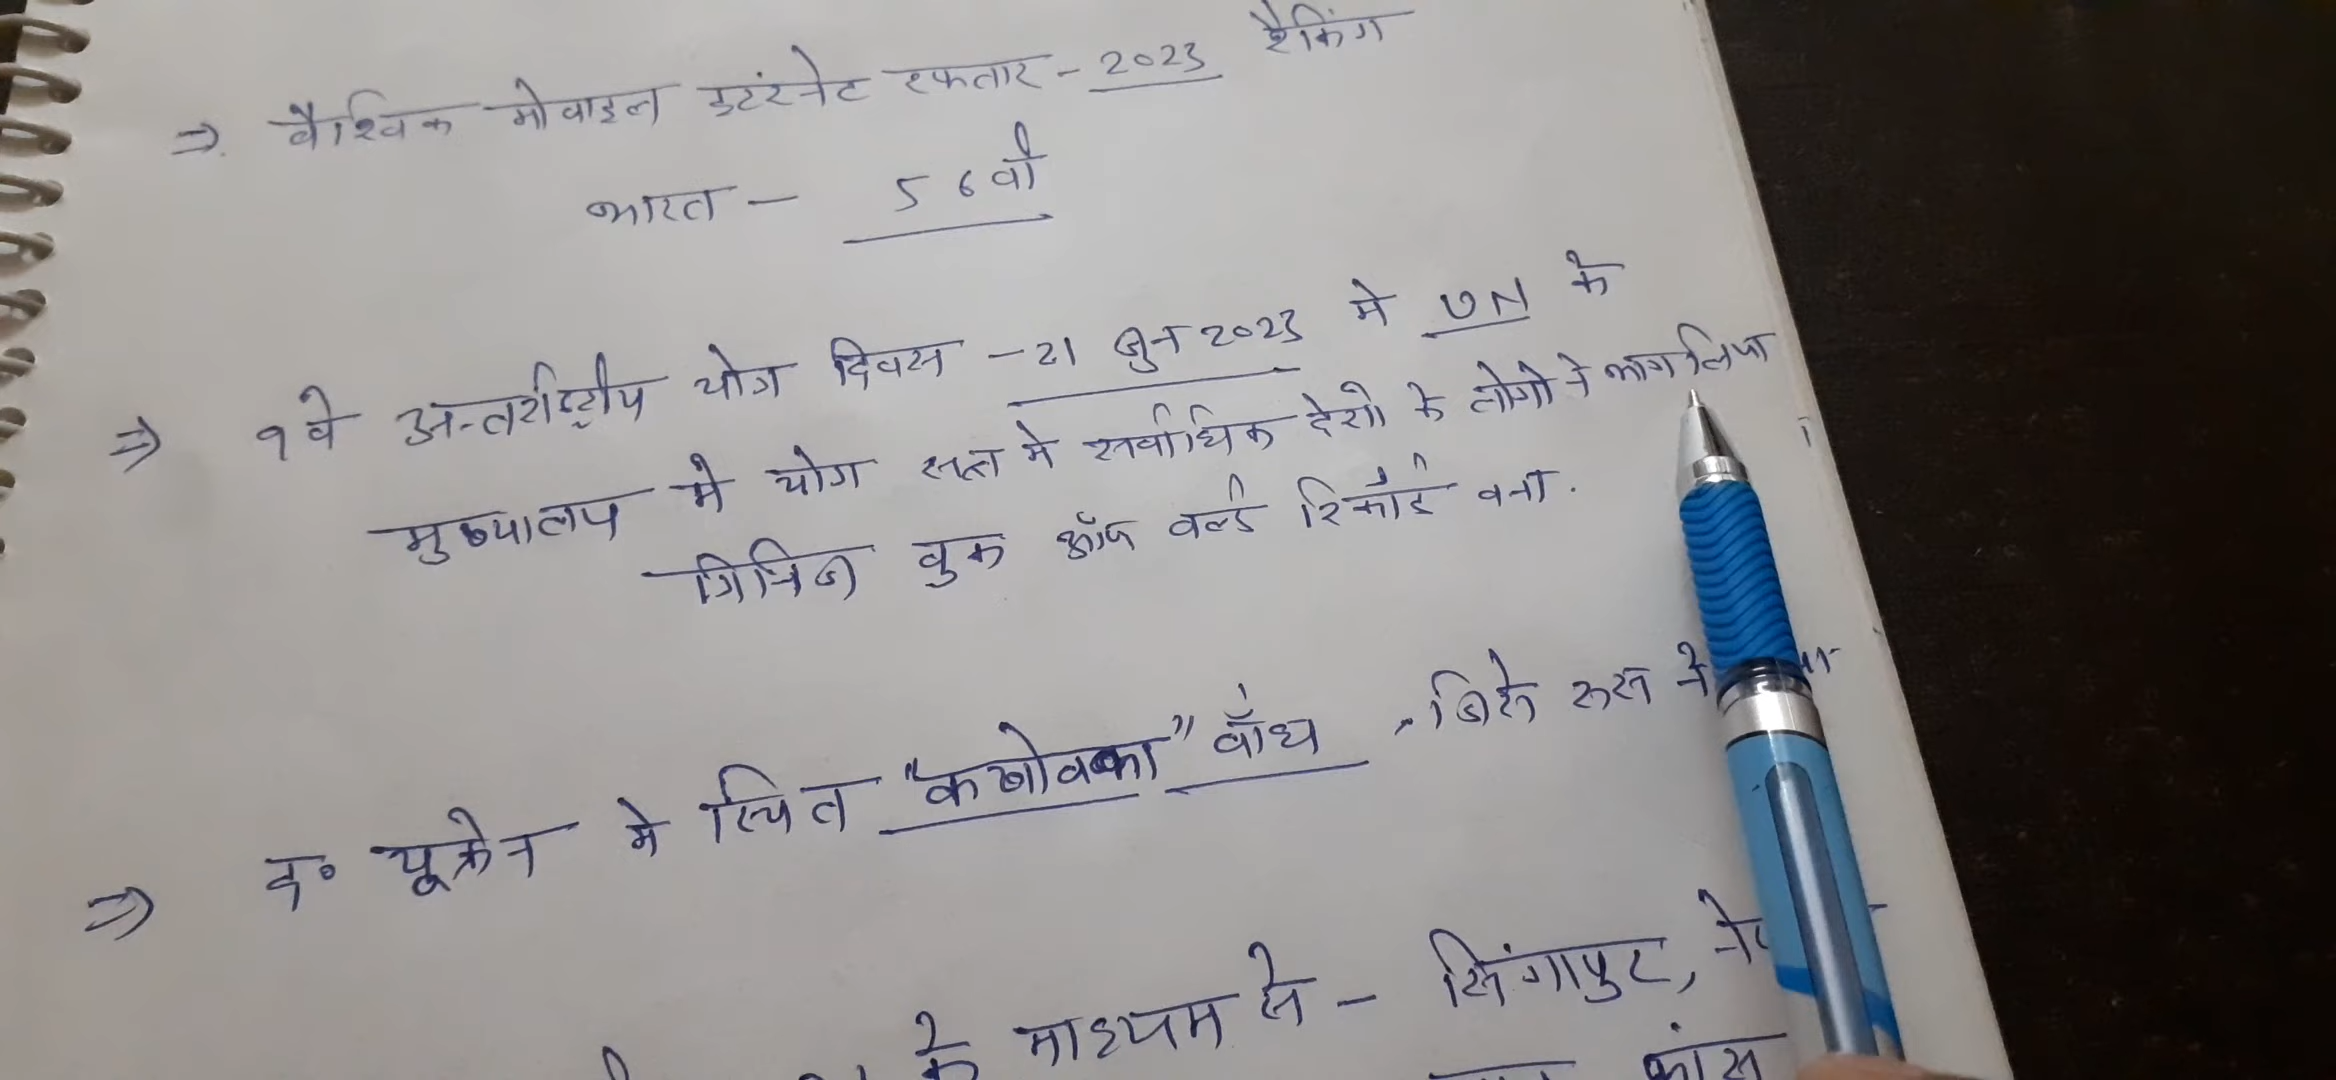 ⇒ वैश्विक मोबाइल इंटरनेट रफतार - 2023 रैंकिंग
भारत - 56वाँ
⇒ 9वे अन्तर्राष्ट्रीय योग दिवस - 21 जुन 2023 मे UN के
मुख्यालय मे योग सत्र मे सर्वाधिक देशो के लोगो ने भाग लिया
गिनिज बुक ऑफ वर्ल्ड रिकॉर्ड बना.
⇒ द॰ यूक्रेन मे स्थित "कखोवका" बाँध, जिसे रूस ने
के माध्यम से - सिंगापुर,
फ्रांस